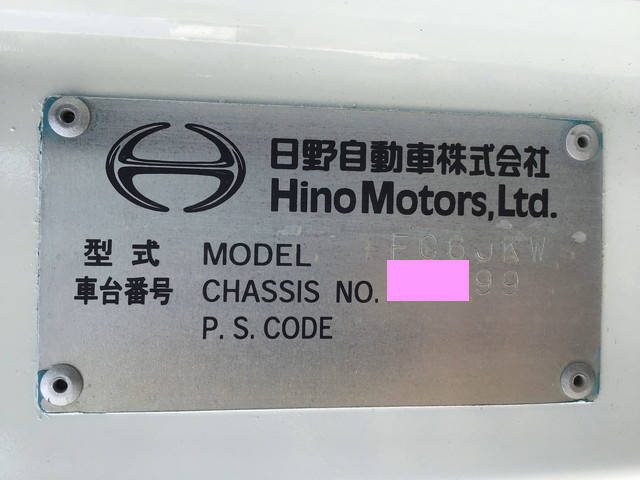 日野自動車株式会社
Hino Motors, Ltd.
型式 MODEL FC6JKW
車台番号 CHASSIS NO. 99
P. S. CODE